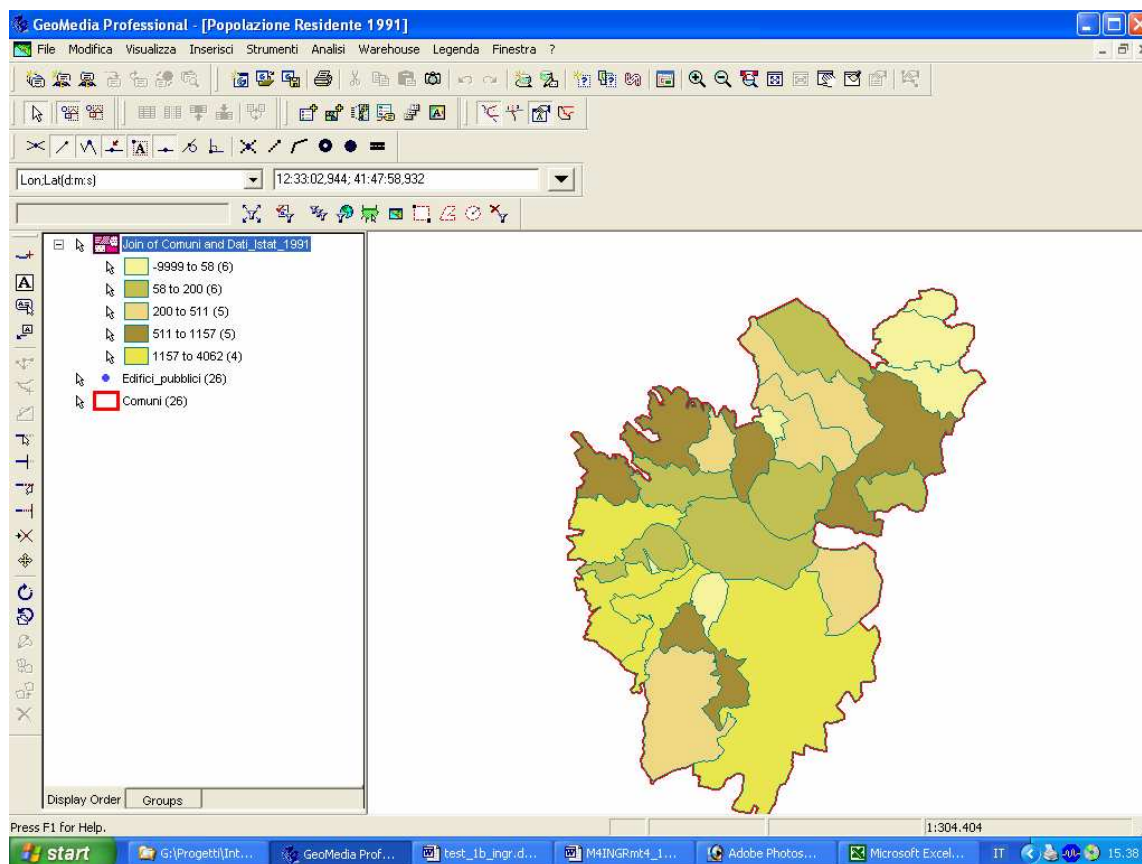 GeoMedia Professional - [Popolazione Residente 1991]
File Modifica Visualizza Inserisci Strumenti Analisi Warehouse Legenda Finestra ?
Lon;Lat(d:m:s) 12:33:02,944; 41:47:58,932
Join of Comuni and Dati_Istat_1991
-9999 to 58 (6)
58 to 200 (6)
200 to 511 (5)
511 to 1157 (5)
1157 to 4062 (4)
Edifici_pubblici (26)
Comuni (26)
Display Order Groups
Press F1 for Help. 1:304.404
start G:\Progetti\Int... GeoMedia Prof... test_1b_ingr.d... M4INGRmt4_1... Adobe Photos... Microsoft Excel... IT 15.38